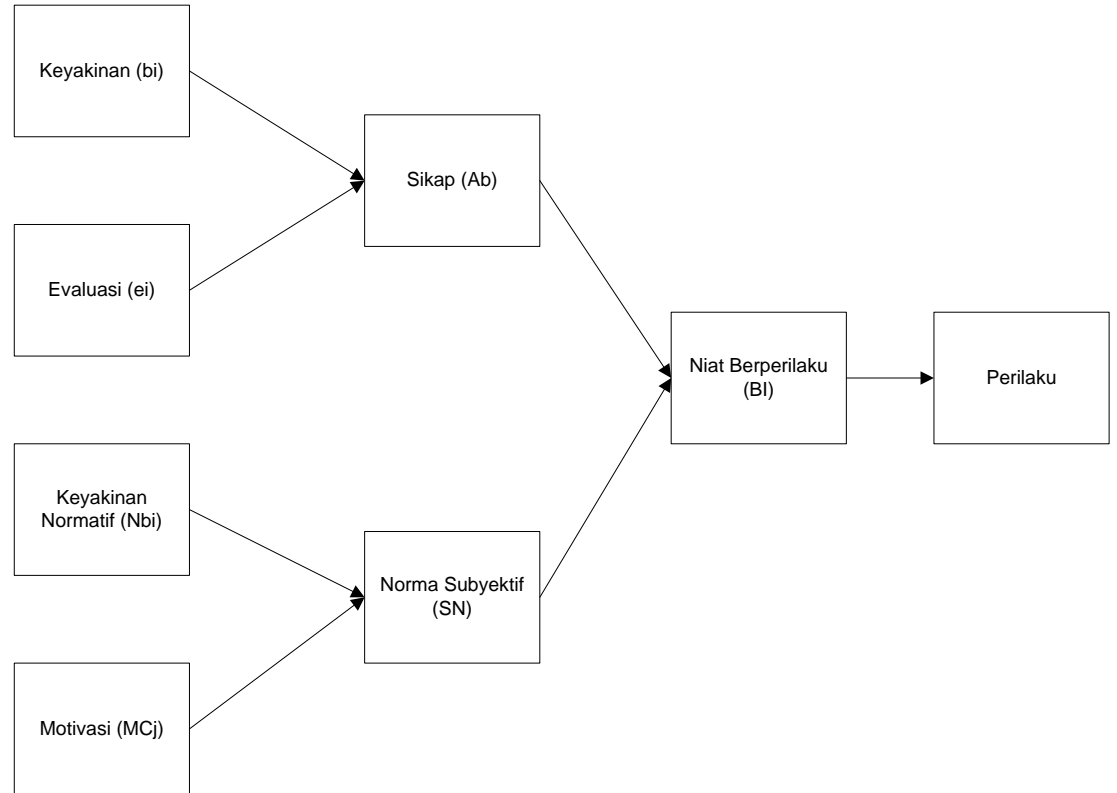 Keyakinan (bi)
Evaluasi (ei)
Keyakinan
Normatif (Nbi)
Motivasi (MCj)
Sikap (Ab)
Norma Subyektif
(SN)
Niat Berperilaku
(BI)
Perilaku